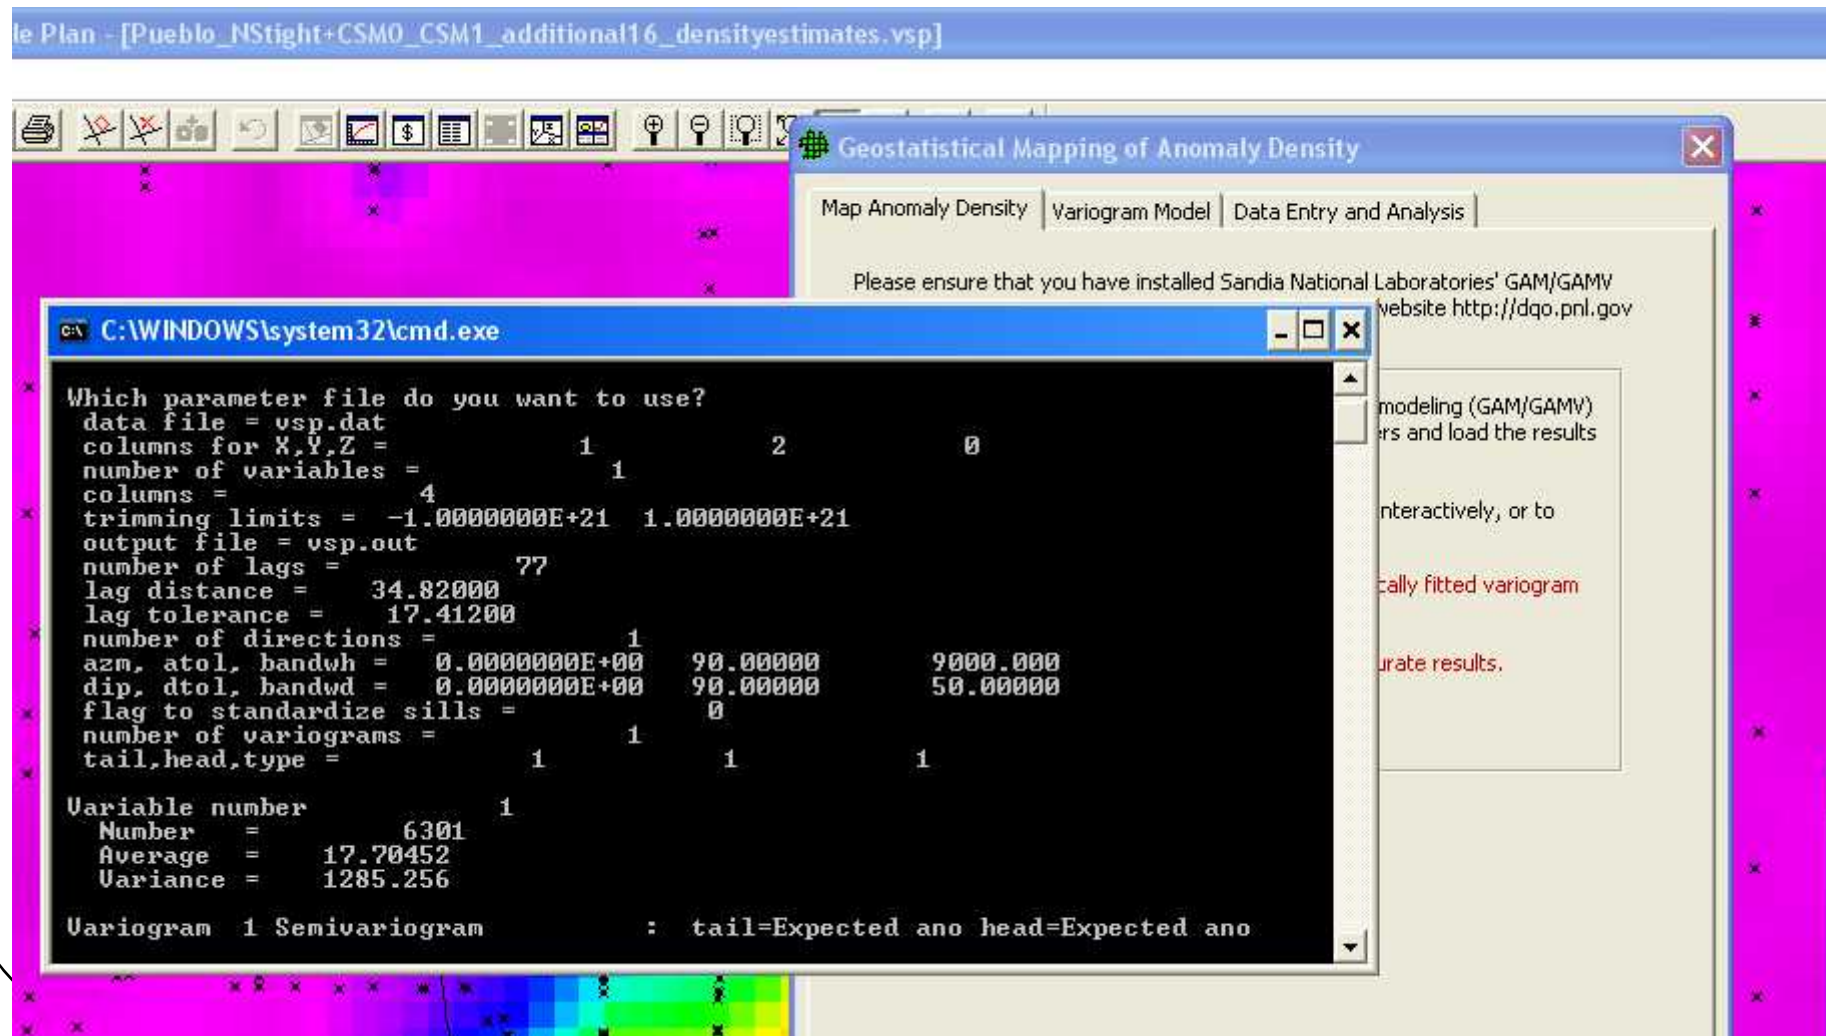 le Plan - [Pueblo_NStight+CSM0_CSM1_additional16_densityestimates.vsp]
Geostatistical Mapping of Anomaly Density
Map Anomaly Density Variogram Model Data Entry and Analysis
Please ensure that you have installed Sandia National Laboratories' GAM/GAMV
website http://dqo.pnl.gov
C:\WINDOWS\system32\cmd.exe
Which parameter file do you want to use?
data file = vsp.dat
columns for X,Y,Z = 1 2 0
number of variables = 1
columns = 4
trimming limits = -1.0000000E+21 1.0000000E+21
output file = vsp.out
number of lags = 77
lag distance = 34.82000
lag tolerance = 17.41200
number of directions = 1
azm, atol, bandwh = 0.0000000E+00 90.00000 9000.000
dip, dtol, bandwd = 0.0000000E+00 90.00000 50.00000
flag to standardize sills = 0
number of variograms = 1
tail,head,type = 1 1 1
Variable number 1
Number = 6301
Average = 17.70452
Variance = 1285.256
Variogram 1 Semivariogram : tail=Expected ano head=Expected ano
modeling (GAM/GAMV)
rs and load the results
nteractively, or to
cally fitted variogram
urate results.